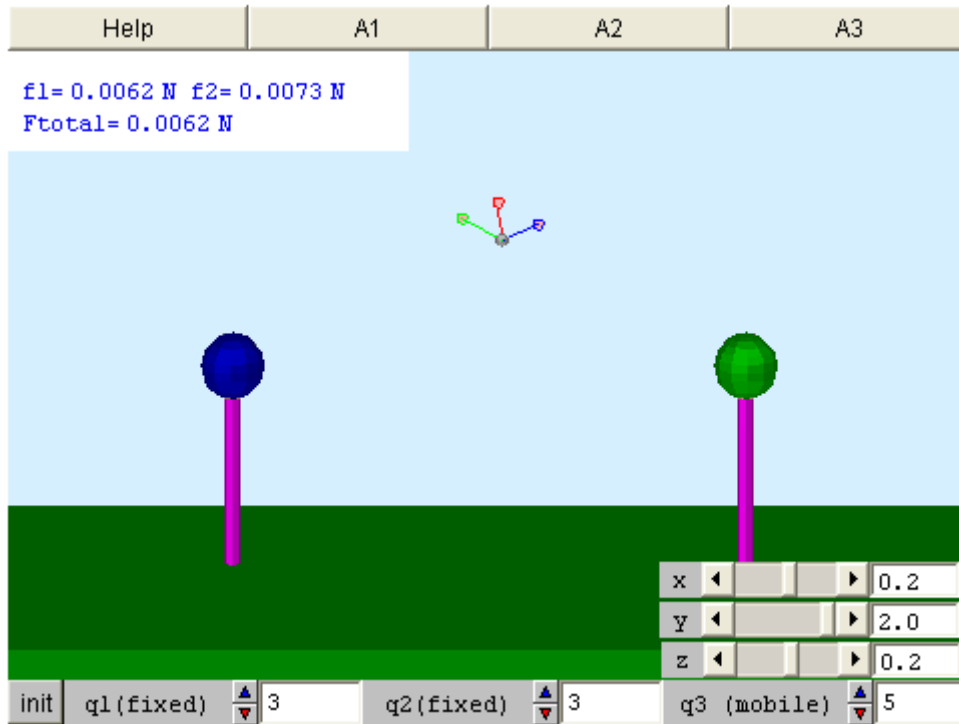 Help A1 A2 A3
f1= 0.0062 N f2= 0.0073 N
Ftotal= 0.0062 N
x 0.2
y 2.0
z 0.2
init q1(fixed) 3 q2(fixed) 3 q3 (mobile) 5